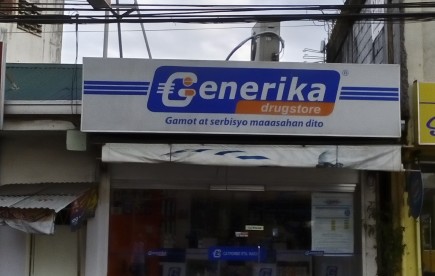 Generika
®
drugstore
Gamot at serbisyo maaasahan dito